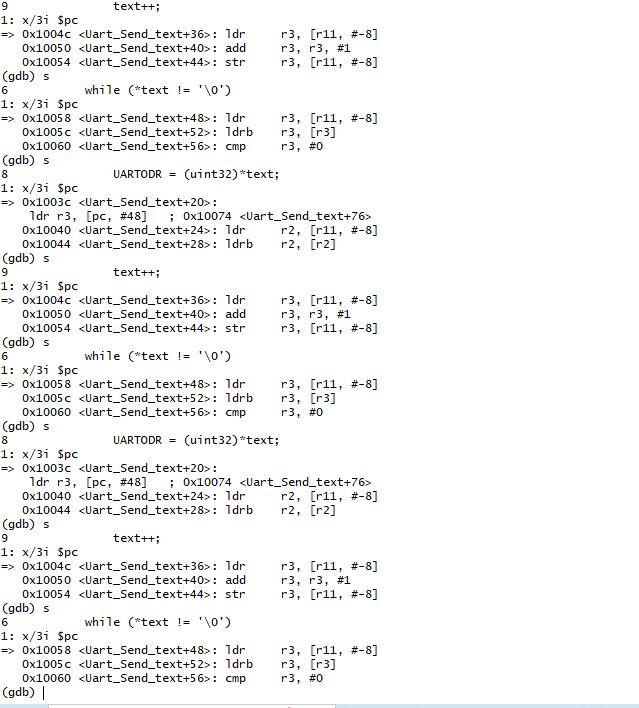 9               text++;
1: x/3i $pc
=> 0x1004c <Uart_Send_text+36>: ldr     r3, [r11, #-8]
   0x10050 <Uart_Send_text+40>: add     r3, r3, #1
   0x10054 <Uart_Send_text+44>: str     r3, [r11, #-8]
(gdb) s
6           while (*text != '\0')
1: x/3i $pc
=> 0x10058 <Uart_Send_text+48>: ldr     r3, [r11, #-8]
   0x1005c <Uart_Send_text+52>: ldrb    r3, [r3]
   0x10060 <Uart_Send_text+56>: cmp     r3, #0
(gdb) s
8               UARTODR = (uint32)*text;
1: x/3i $pc
=> 0x1003c <Uart_Send_text+20>:
    ldr r3, [pc, #48]   ; 0x10074 <Uart_Send_text+76>
   0x10040 <Uart_Send_text+24>: ldr     r2, [r11, #-8]
   0x10044 <Uart_Send_text+28>: ldrb    r2, [r2]
(gdb) s
9               text++;
1: x/3i $pc
=> 0x1004c <Uart_Send_text+36>: ldr     r3, [r11, #-8]
   0x10050 <Uart_Send_text+40>: add     r3, r3, #1
   0x10054 <Uart_Send_text+44>: str     r3, [r11, #-8]
(gdb) s
6           while (*text != '\0')
1: x/3i $pc
=> 0x10058 <Uart_Send_text+48>: ldr     r3, [r11, #-8]
   0x1005c <Uart_Send_text+52>: ldrb    r3, [r3]
   0x10060 <Uart_Send_text+56>: cmp     r3, #0
(gdb) s
8               UARTODR = (uint32)*text;
1: x/3i $pc
=> 0x1003c <Uart_Send_text+20>:
    ldr r3, [pc, #48]   ; 0x10074 <Uart_Send_text+76>
   0x10040 <Uart_Send_text+24>: ldr     r2, [r11, #-8]
   0x10044 <Uart_Send_text+28>: ldrb    r2, [r2]
(gdb) s
9               text++;
1: x/3i $pc
=> 0x1004c <Uart_Send_text+36>: ldr     r3, [r11, #-8]
   0x10050 <Uart_Send_text+40>: add     r3, r3, #1
   0x10054 <Uart_Send_text+44>: str     r3, [r11, #-8]
(gdb) s
6           while (*text != '\0')
1: x/3i $pc
=> 0x10058 <Uart_Send_text+48>: ldr     r3, [r11, #-8]
   0x1005c <Uart_Send_text+52>: ldrb    r3, [r3]
   0x10060 <Uart_Send_text+56>: cmp     r3, #0
(gdb)